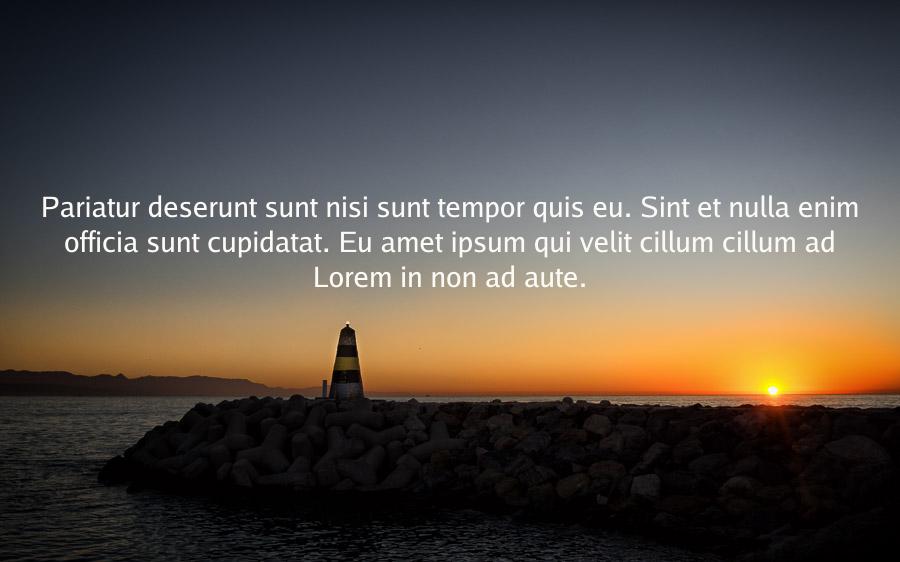 Pariatur deserunt sunt nisi sunt tempor quis eu. Sint et nulla enim
officia sunt cupidatat. Eu amet ipsum qui velit cillum cillum ad
Lorem in non ad aute.